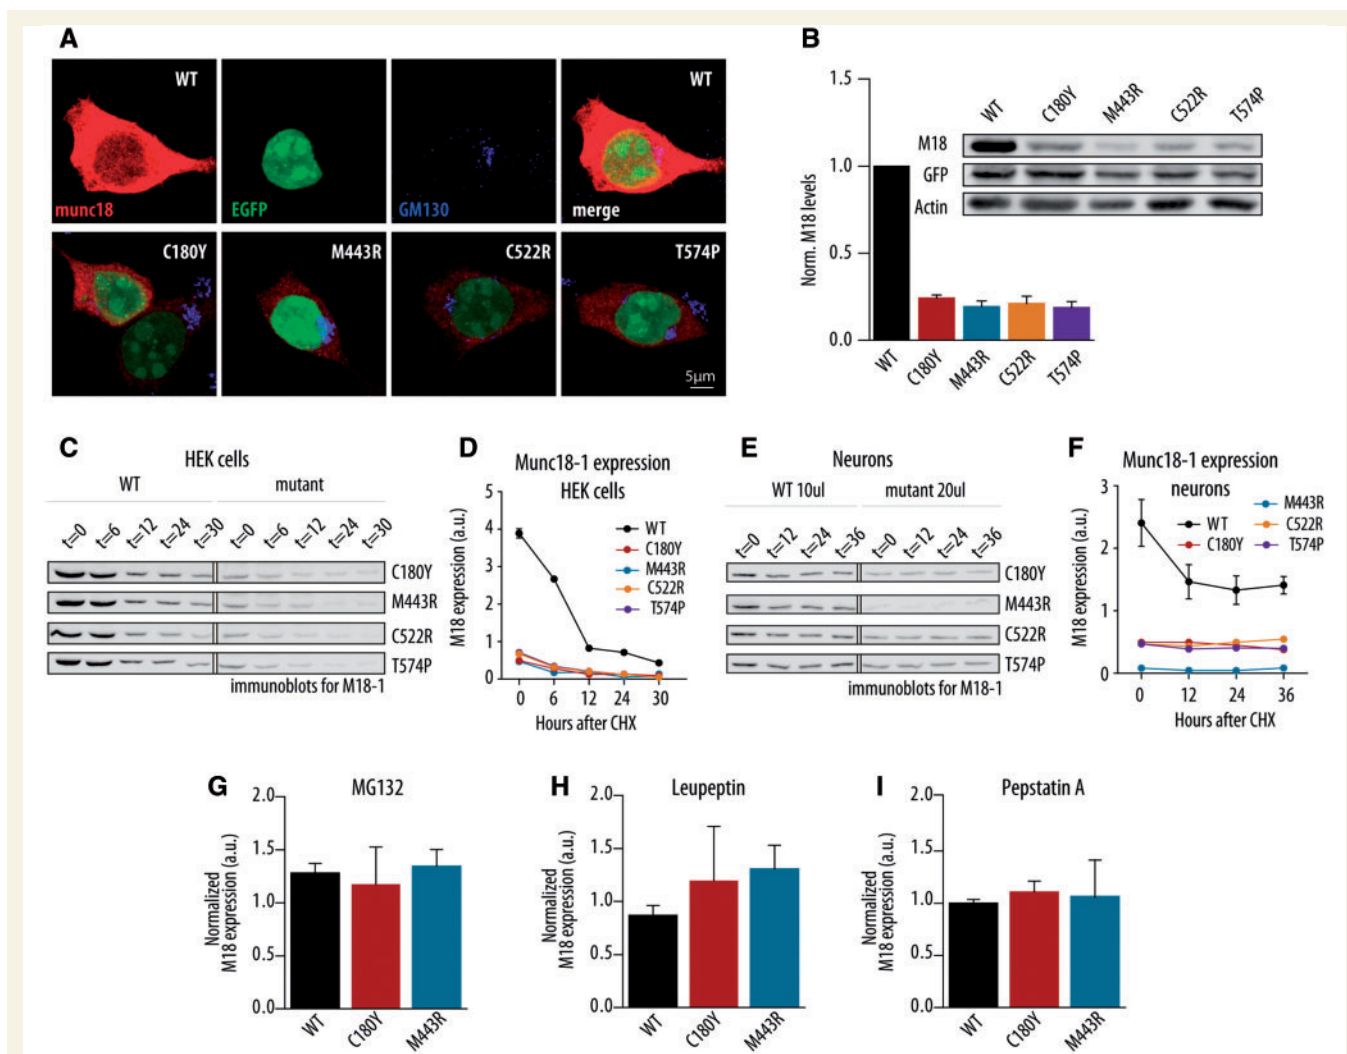 A
WT
munc18
EGFP
GM130
WT
merge
C180Y
M443R
C522R
T574P
5μm
B
Norm. M18 levels
1.5
1.0
0.5
0.0
WT
C180Y
M443R
C522R
T574P
WT C180Y M443R C522R T574P
M18
GFP
Actin
C
HEK cells
WT mutant
t=0 t=6 t=12 t=24 t=30 t=0 t=6 t=12 t=24 t=30
C180Y
M443R
C522R
T574P
immunoblots for M18-1
D
Munc18-1 expression
HEK cells
M18 expression (a.u.)
5
4
3
2
1
0
WT
C180Y
M443R
C522R
T574P
0 6 12 24 30
Hours after CHX
E
Neurons
WT 10ul mutant 20ul
t=0 t=12 t=24 t=36 t=0 t=12 t=24 t=36
C180Y
M443R
C522R
T574P
immunoblots for M18-1
F
Munc18-1 expression
neurons
M18 expression (a.u.)
3
2
1
0
WT
C180Y
M443R
C522R
T574P
0 12 24 36
Hours after CHX
G
MG132
Normalized
M18 expression (a.u.)
2.0
1.5
1.0
0.5
0.0
WT C180Y M443R
H
Leupeptin
Normalized
M18 expression (a.u.)
2.0
1.5
1.0
0.5
0.0
WT C180Y M443R
I
Pepstatin A
Normalized
M18 expression (a.u.)
2.0
1.5
1.0
0.5
0.0
WT C180Y M443R